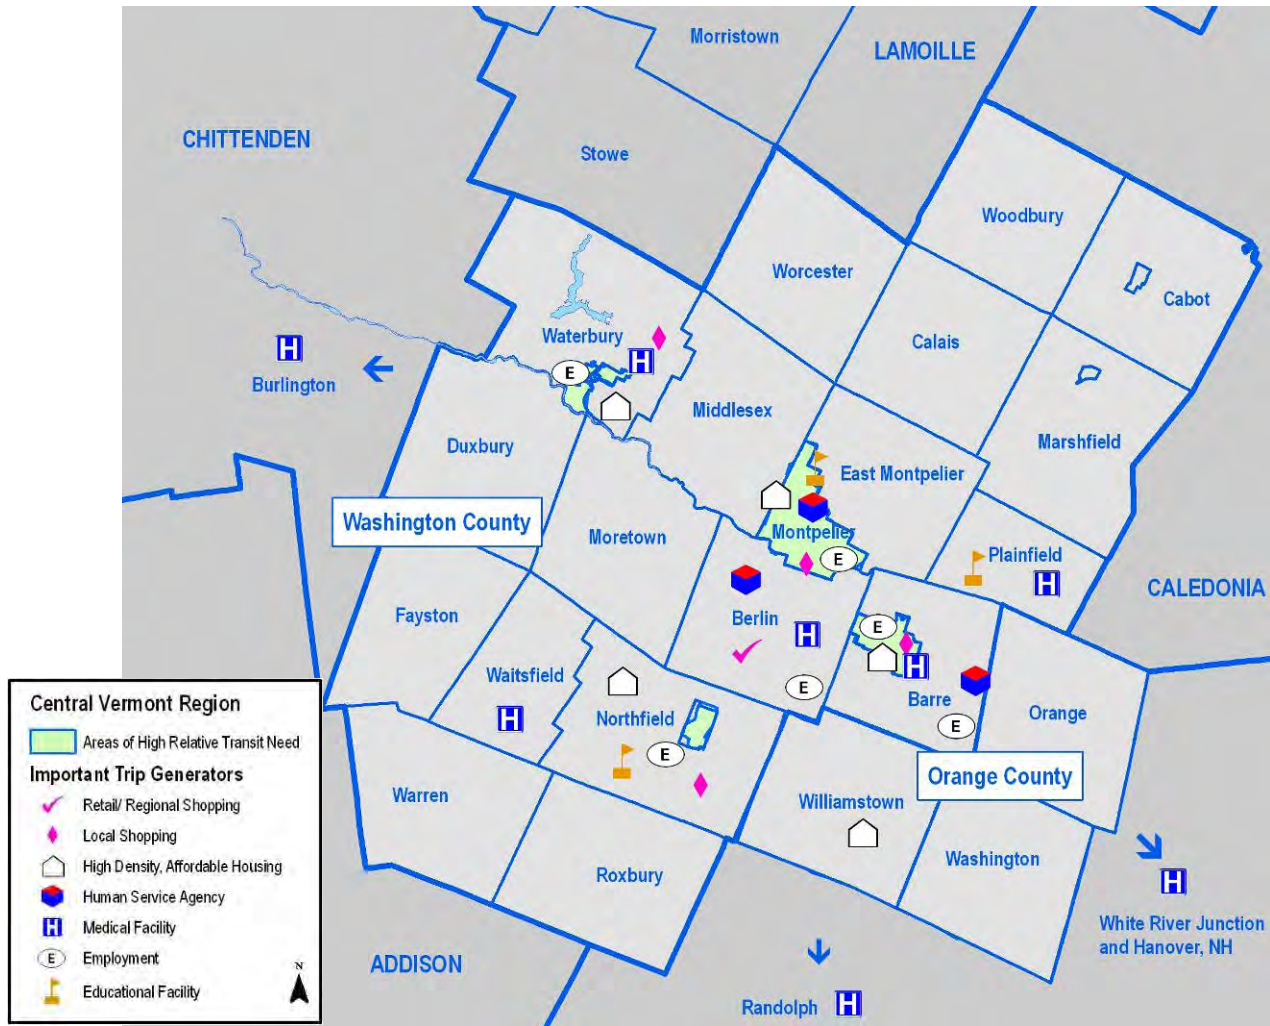 Morristown
LAMOILLE
CHITTENDEN
Stowe
Woodbury
Worcester
Cabot
Waterbury
Calais
H
Burlington
H
E
Middlesex
Marshfield
Duxbury
East Montpelier
Washington County
Moretown
Montpelier
E
Plainfield
H
CALEDONIA
Fayston
Berlin
H
E
H
Waitsfield
E
Barre
H
Northfield
E
E
Orange
Orange County
Warren
Williamstown
Washington
Roxbury
H
White River Junction
and Hanover, NH
ADDISON
Randolph
H
Central Vermont Region
Areas of High Relative Transit Need
Important Trip Generators
Retail/ Regional Shopping
Local Shopping
High Density, Affordable Housing
Human Service Agency
H Medical Facility
E Employment
Educational Facility
N